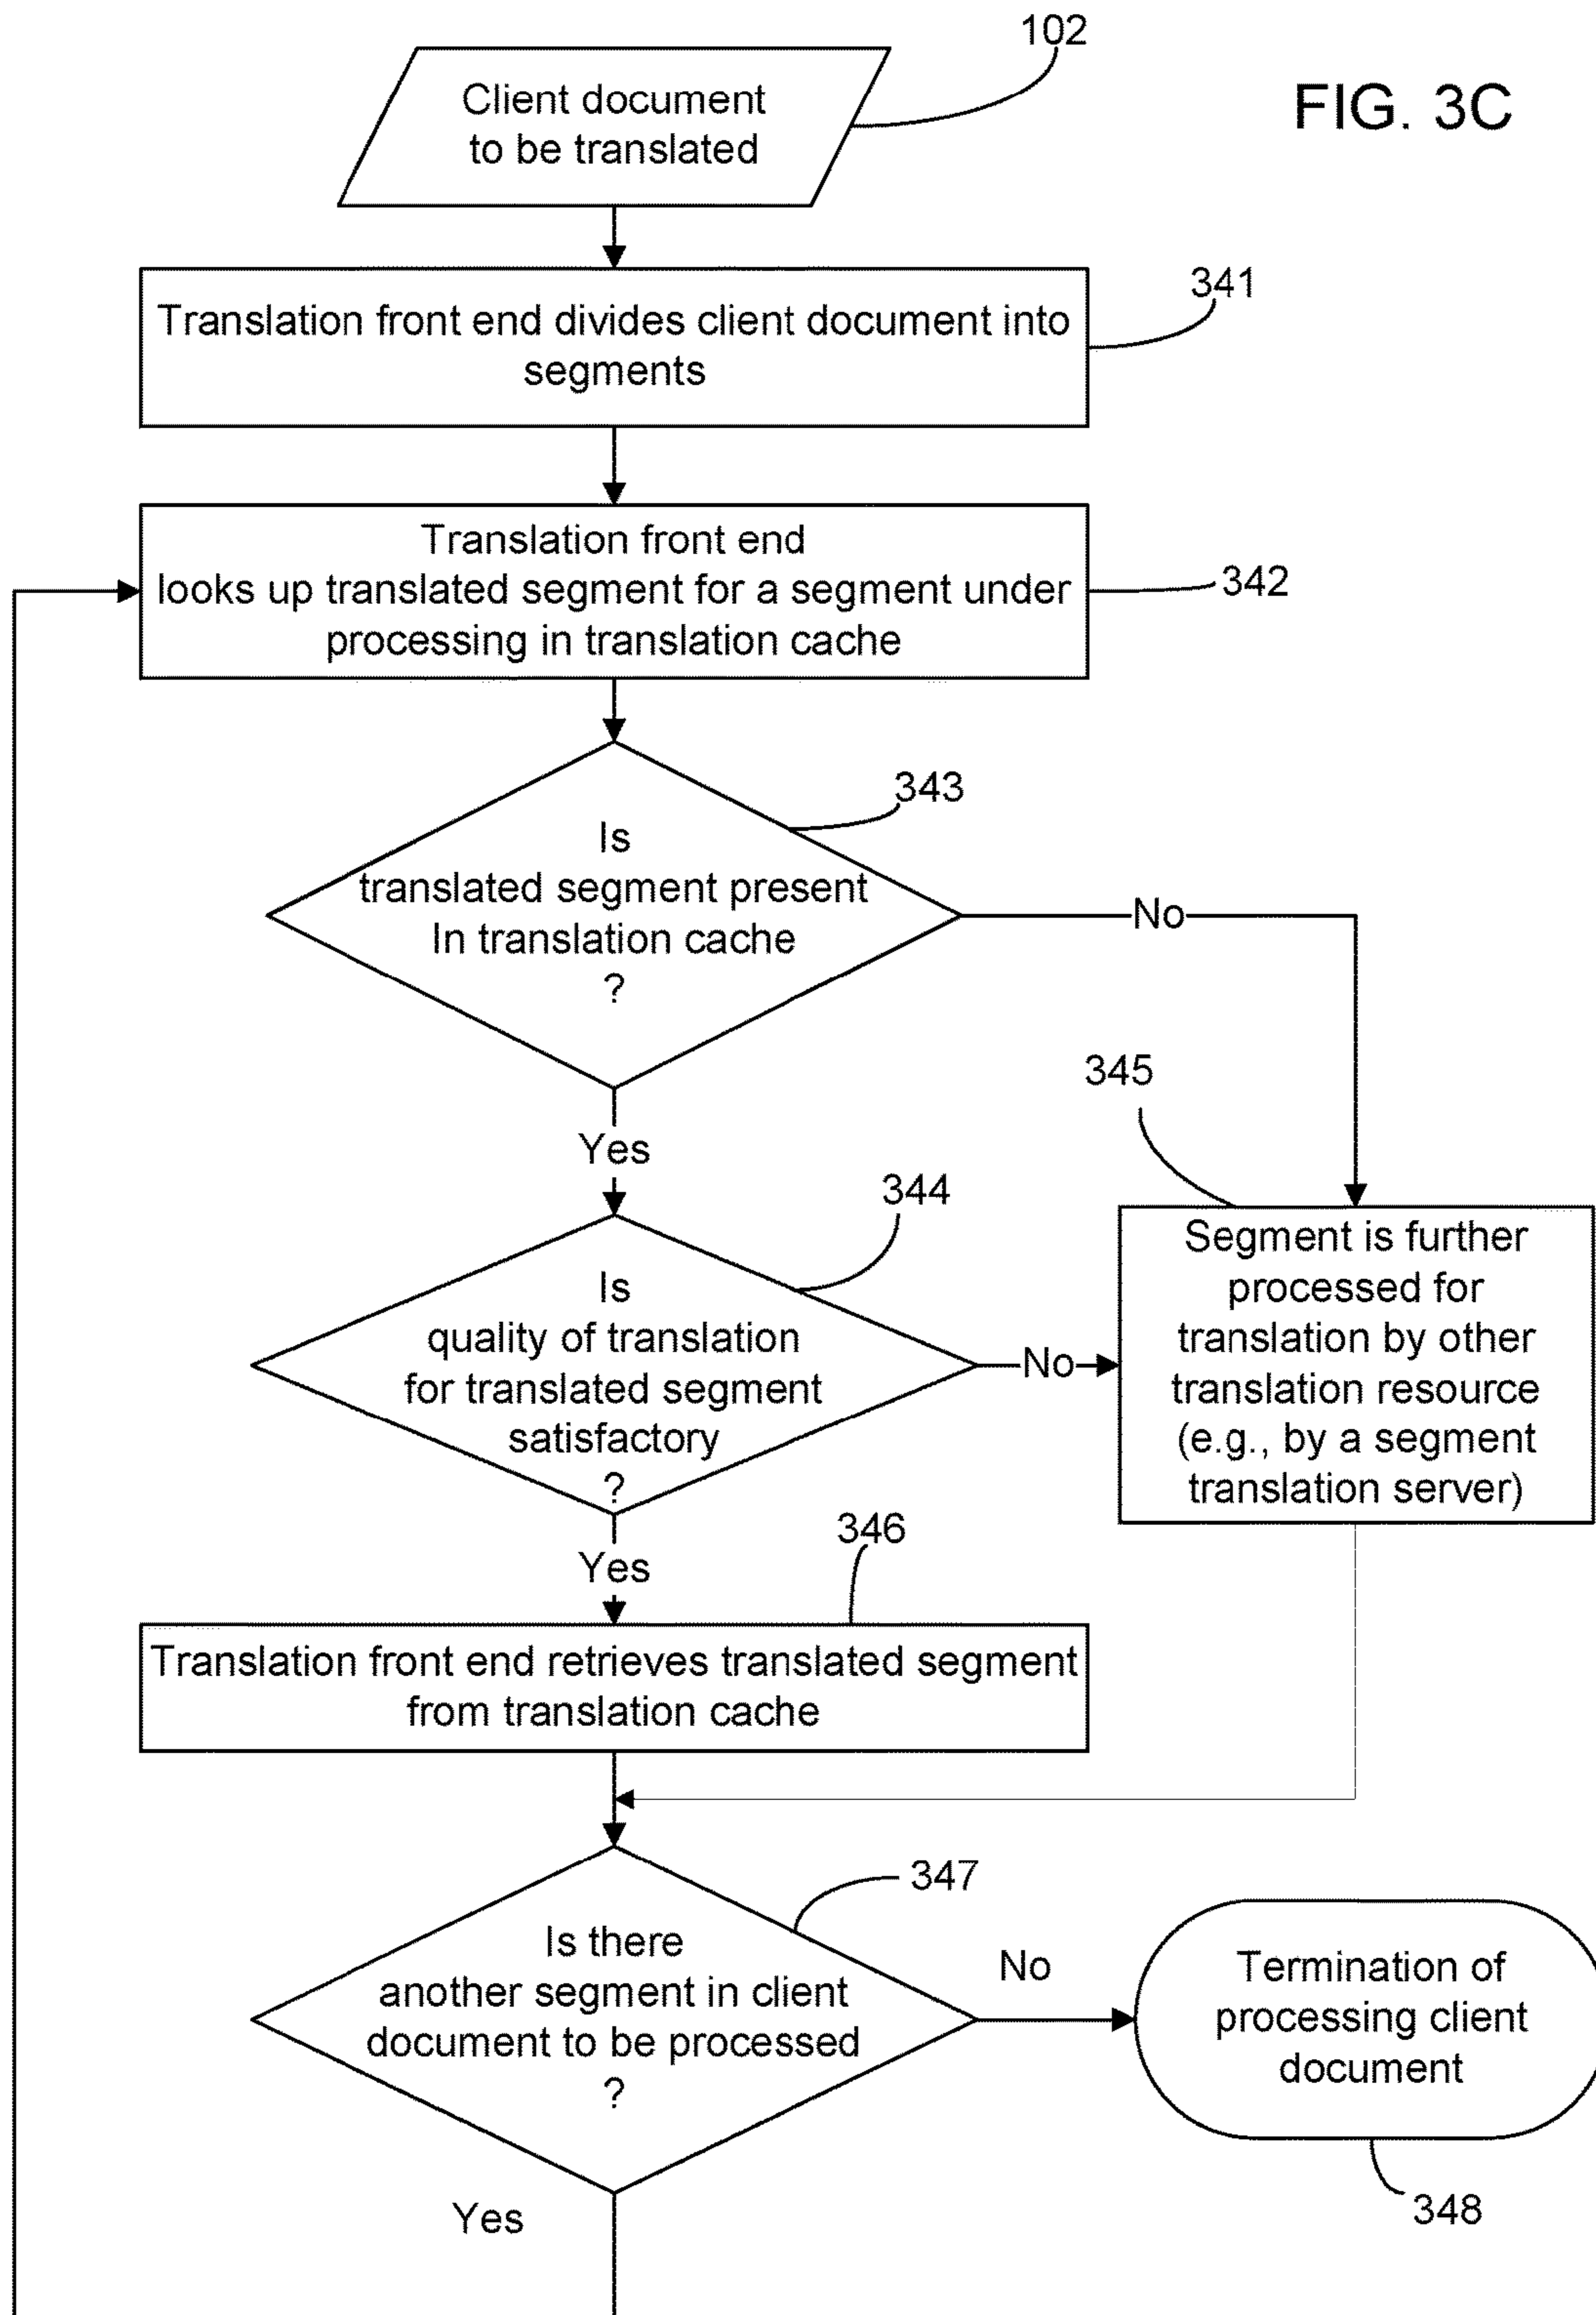 102
FIG. 3C
Client document
to be translated
341
Translation front end divides client document into
segments
Translation front end
looks up translated segment for a segment under
processing in translation cache
342
343
Is
translated segment present
In translation cache
?
No
345
Yes
344
Is
quality of translation
for translated segment
satisfactory
?
No
Segment is further
processed for
translation by other
translation resource
(e.g., by a segment
translation server)
346
Yes
Translation front end retrieves translated segment
from translation cache
347
Is there
another segment in client
document to be processed
?
No
Termination of
processing client
document
Yes
348